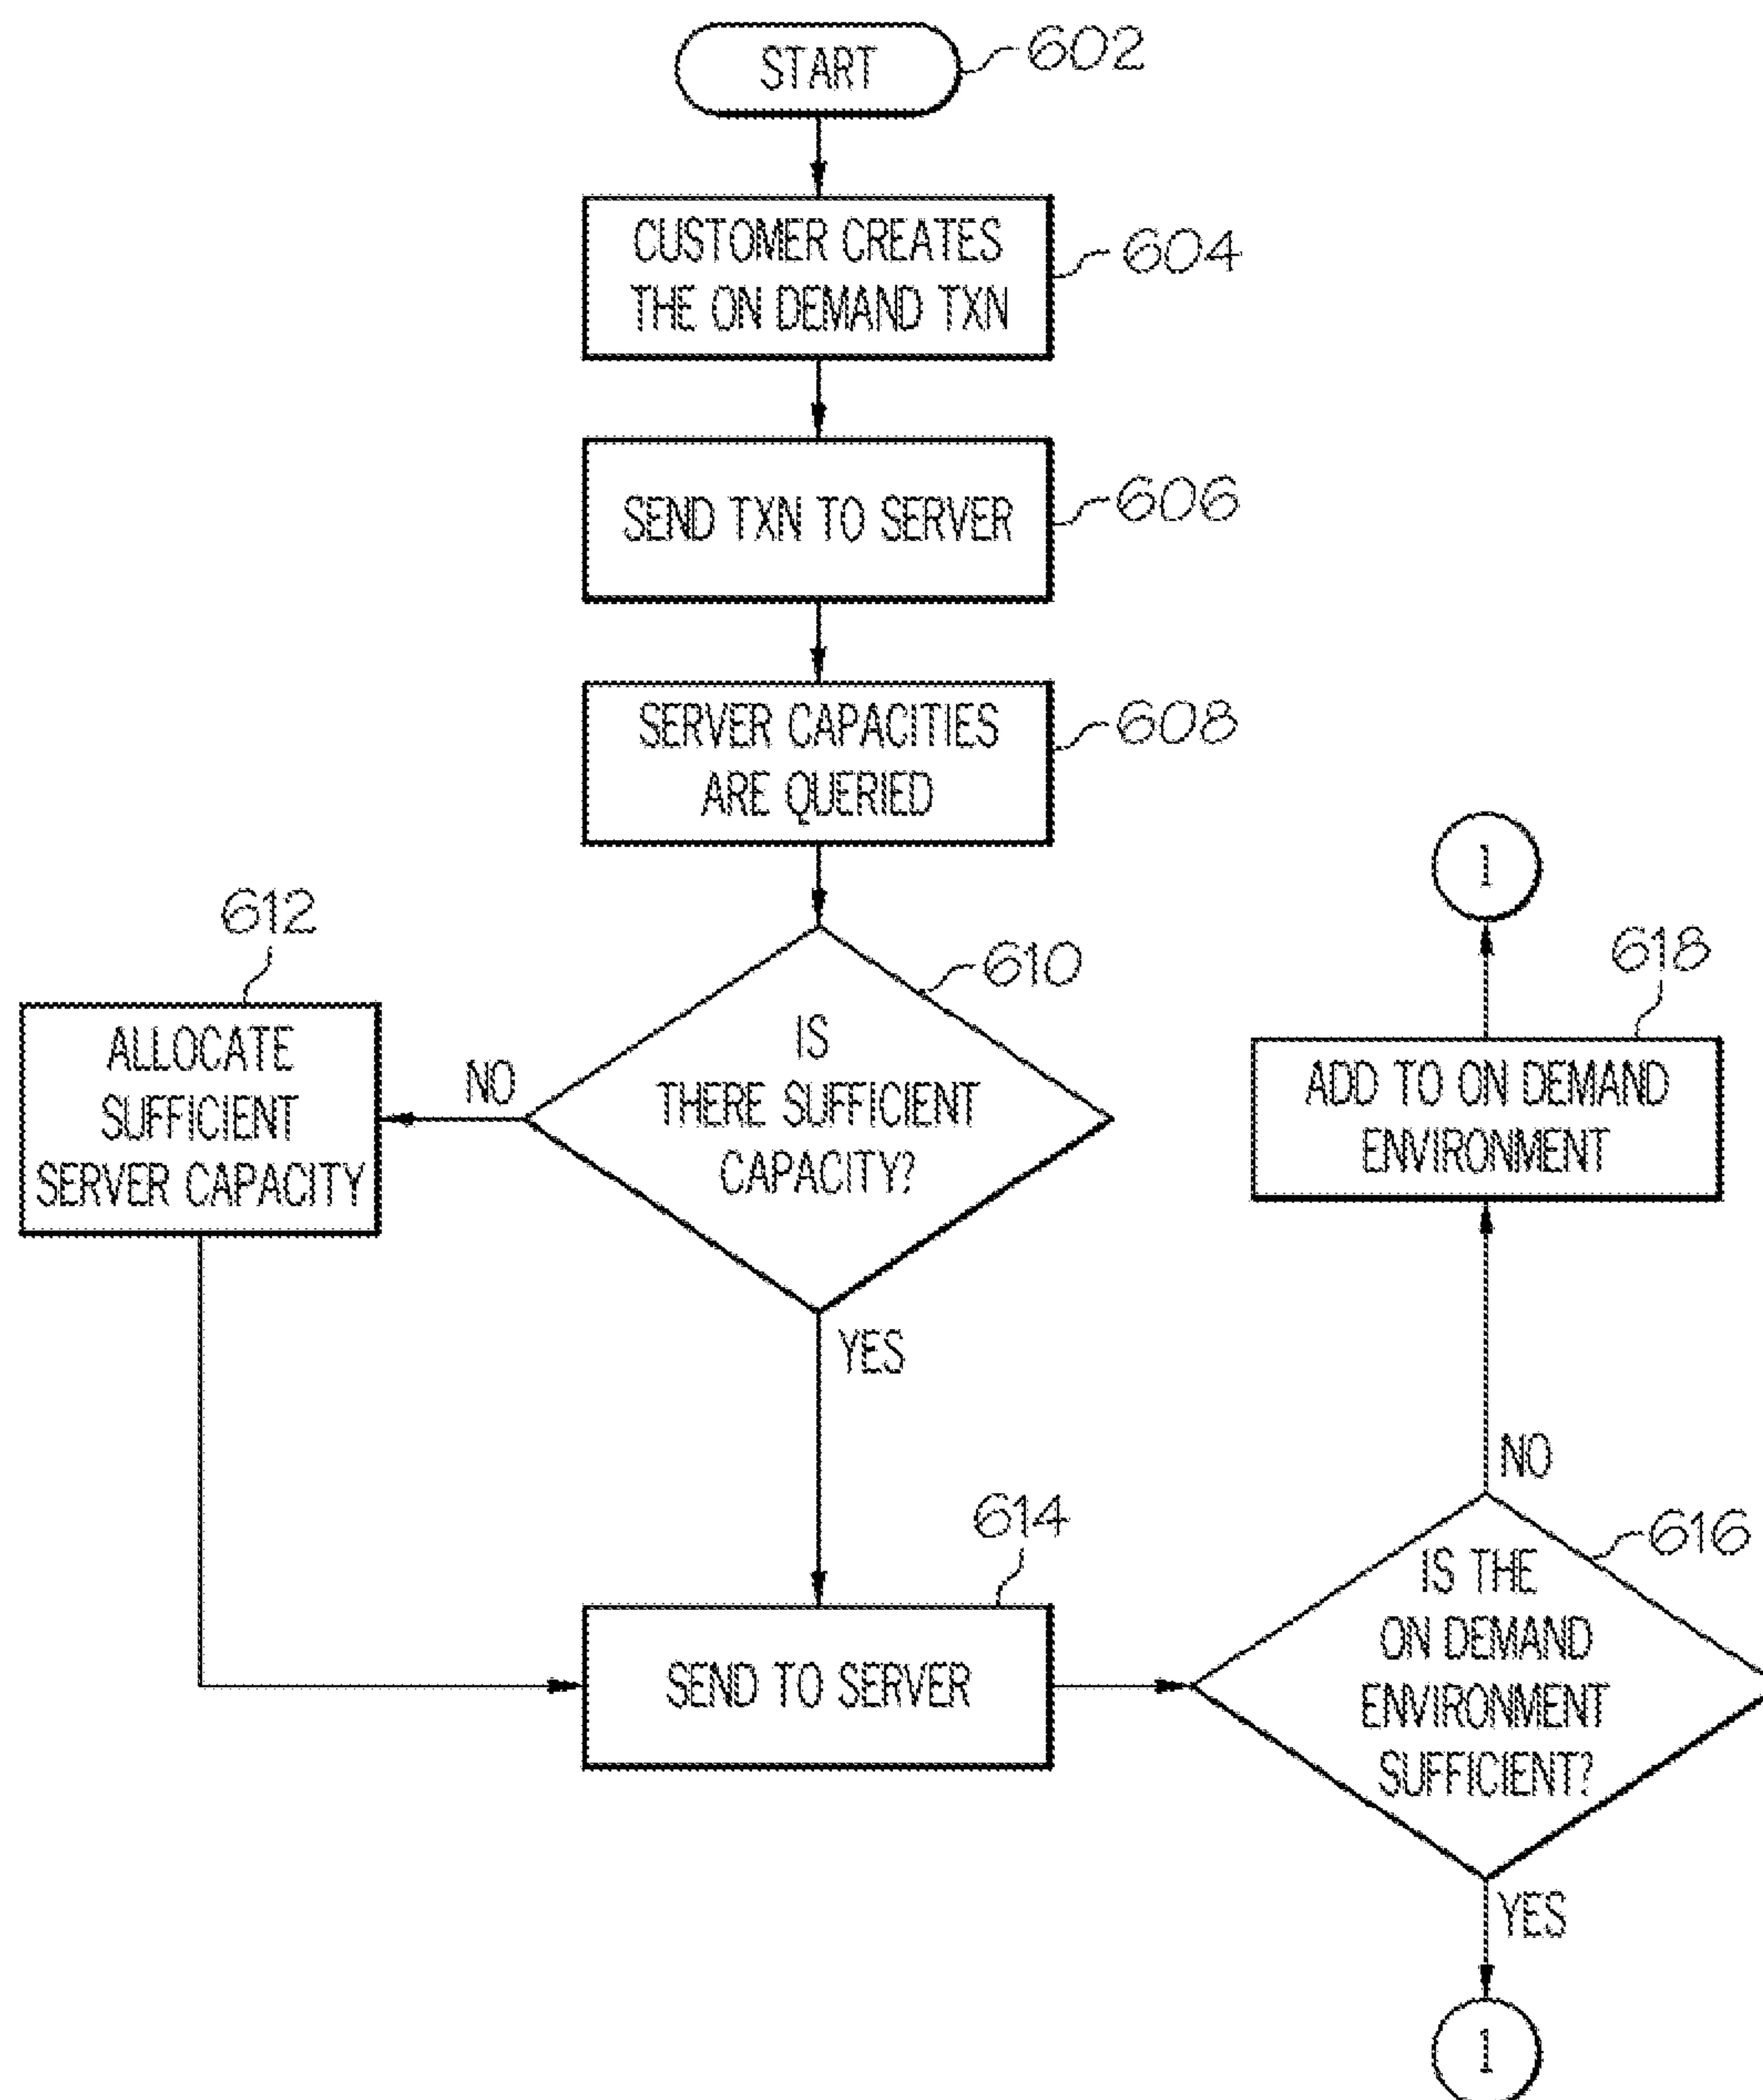 START
602
CUSTOMER CREATES
THE ON DEMAND TXN
604
SEND TXN TO SERVER
606
SERVER CAPACITIES
ARE QUERIED
608
IS
THERE SUFFICIENT
CAPACITY?
610
NO
612
ALLOCATE
SUFFICIENT
SERVER CAPACITY
YES
614
SEND TO SERVER
616
IS THE
ON DEMAND
ENVIRONMENT
SUFFICIENT?
NO
618
ADD TO ON DEMAND
ENVIRONMENT
1
YES
1